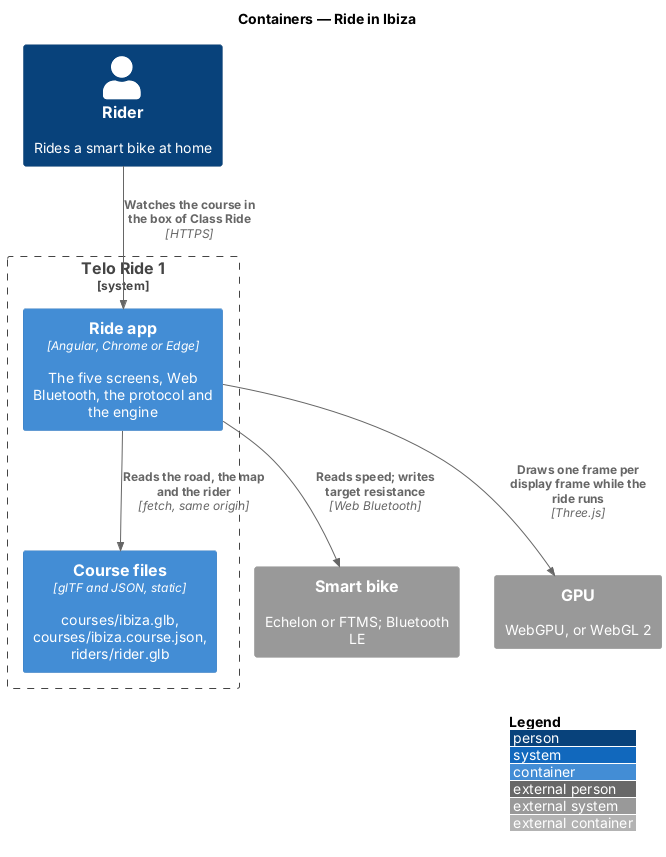 Containers — Ride in Ibiza
Rider
Rides a smart bike at home
Watches the course in
the box of Class Ride
[HTTPS]
Telo Ride 1
[system]
Ride app
[Angular, Chrome or Edge]
The five screens, Web
Bluetooth, the protocol and
the engine
Reads the road, the map
and the rider
[fetch, same origih]
Reads speed; writes
target resistance
[Web Bluetooth]
Draws one frame per
display frame while the
ride runs
[Three.js]
Course files
[glTF and JSON, static]
courses/ibiza.glb,
courses/ibiza.course.json,
riders/rider.glb
Smart bike
Echelon or FTMS; Bluetooth
LE
GPU
WebGPU, or WebGL 2
Legend
person
system
container
external person
external system
external container